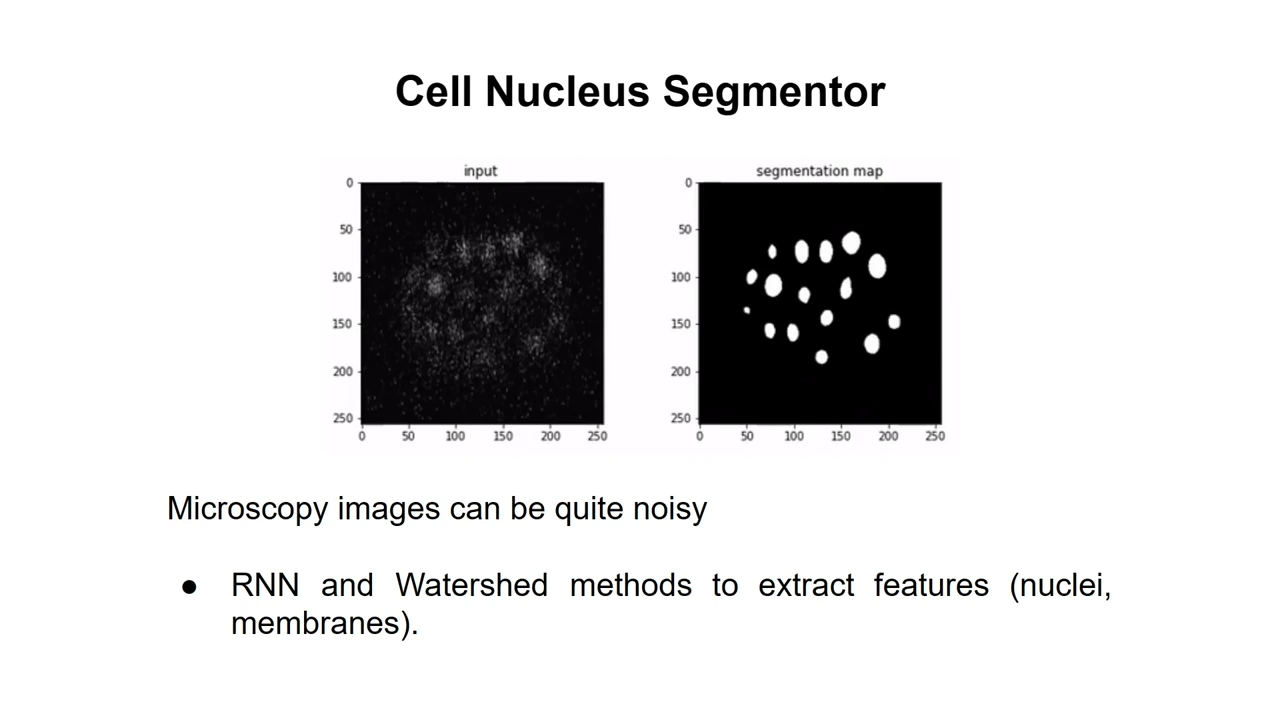 Cell Nucleus Segmentor
input
0
50
100
150
200
250
0 50 100 150 200 250
segmentation map
0
50
100
150
200
250
0 50 100 150 200 250
Microscopy images can be quite noisy
● RNN and Watershed methods to extract features (nuclei,
membranes).